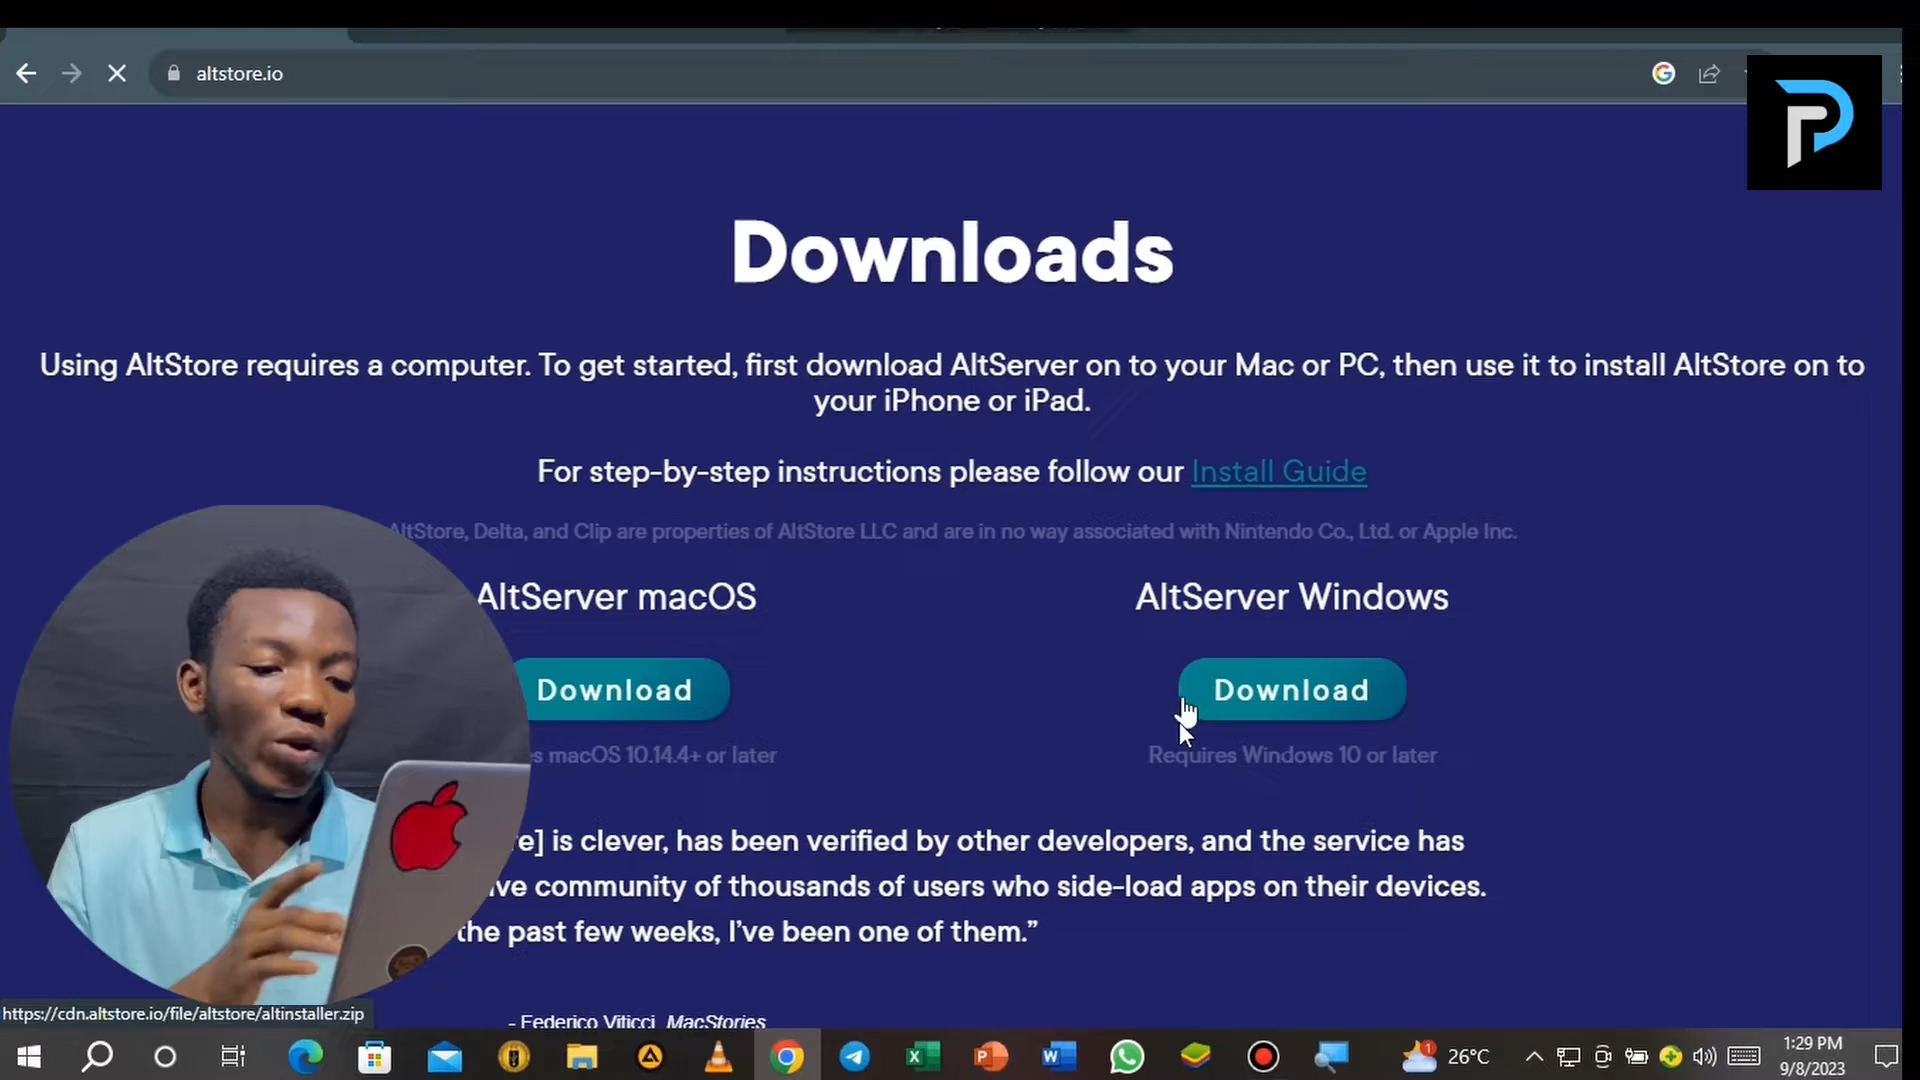 altstore.io
Downloads
Using AltStore requires a computer. To get started, first download AltServer on to your Mac or PC, then use it to install AltStore on to
your iPhone or iPad.
For step-by-step instructions please follow our Install Guide
AltStore, Delta, and Clip are properties of AltStore LLC and are in no way associated with Nintendo Co., Ltd. or Apple Inc.
AltServer macOS
AltServer Windows
Download
Download
macOS 10.14.4+ or later
Requires Windows 10 or later
re] is clever, has been verified by other developers, and the service has
ive community of thousands of users who side-load apps on their devices.
the past few weeks, I've been one of them.”
- Federico Viticci, MacStories
https://cdn.altstore.io/file/altstore/altinstaller.zip
26°C
1:29 PM
9/8/2023